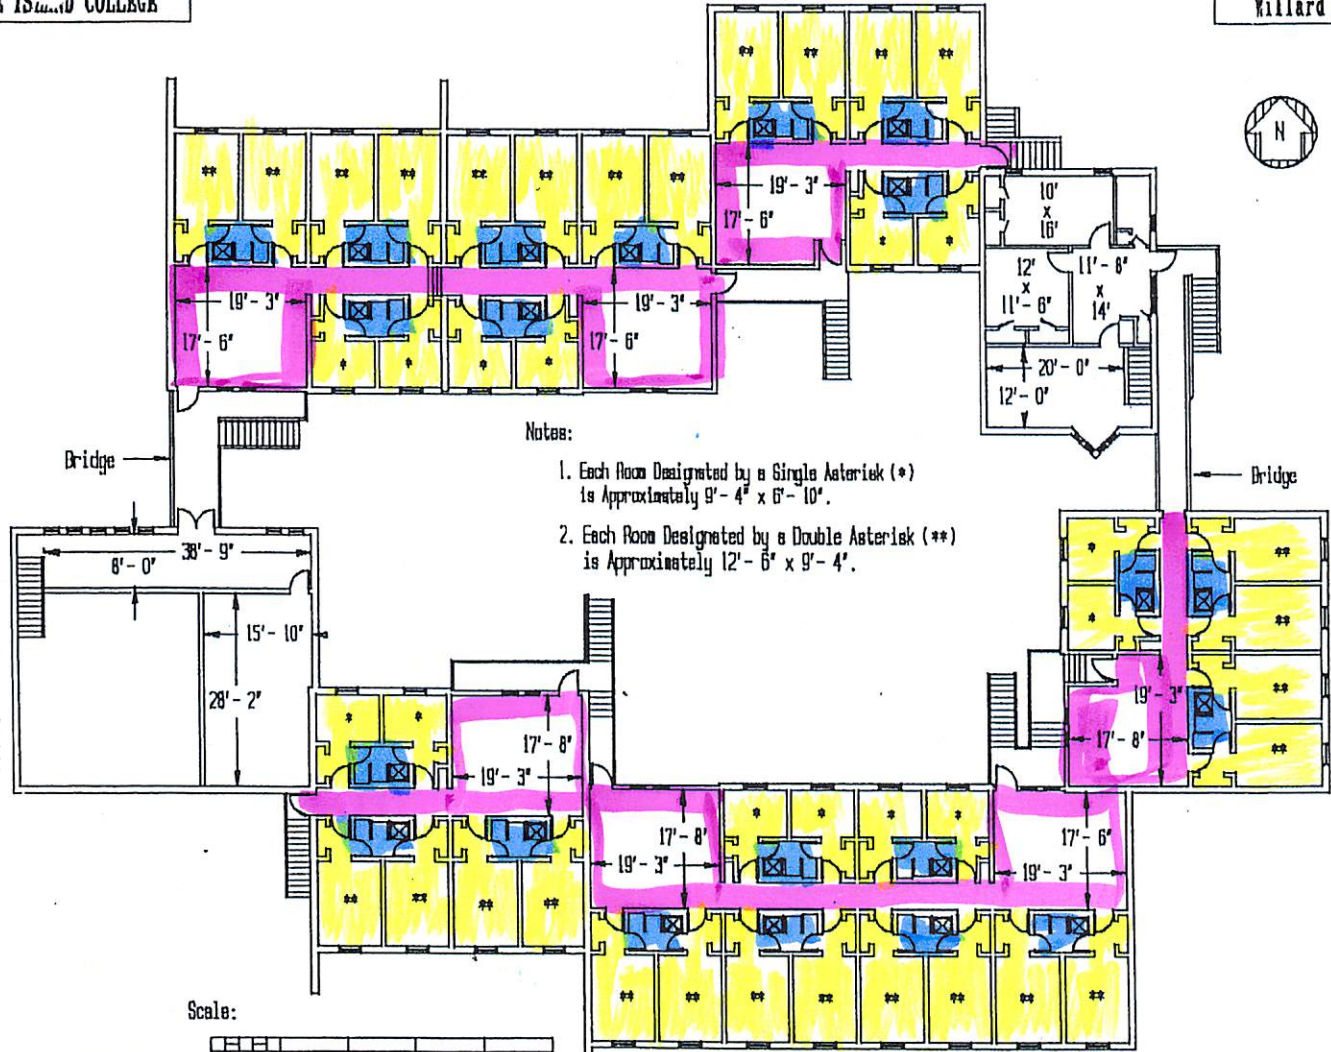 ISLAND COLLEGE
Willard
N
** ** ** **
19'- 3"
17'- 6"
* *
10'
x
16'
12'
x
11'- 6"
11'- 8"
x
14'
20'- 0"
12'- 0"
** ** ** ** ** ** ** **
19'- 3"
17'- 6"
19'- 3"
17'- 6"
* * * *
Bridge
Notes:
1. Each Room Designated by a Single Asterisk (*)
is Approximately 9'- 4" x 6'- 10".
2. Each Room Designated by a Double Asterisk (**)
is Approximately 12'- 6" x 9'- 4".
Bridge
38'- 9"
8'- 0"
15'- 10"
28'- 2"
* **
* **
**
**
19'- 3"
17'- 8"
* *
17'- 8"
19'- 3"
** ** ** **
17'- 8'
19'- 3"
* * * *
17'- 6"
19'- 3"
** ** ** ** ** ** ** **
Scale: